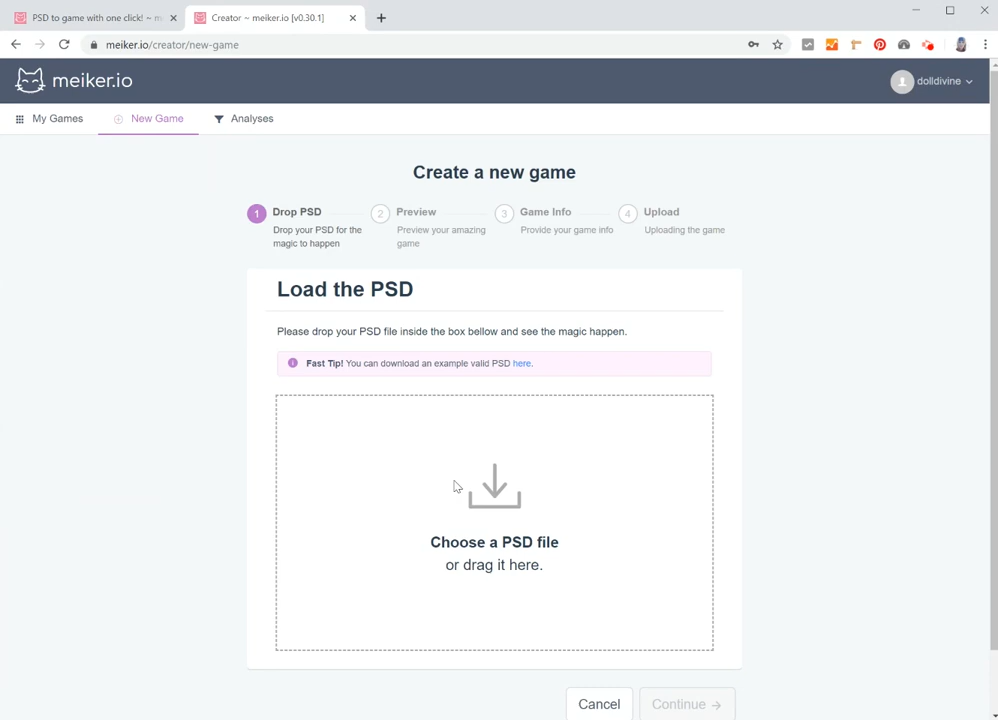 PSD to game with one click! ~ m
Creator ~ meiker.io [v0.30.1]
meiker.io/creator/new-game
meiker.io
dolldivine
My Games
New Game
Analyses
Create a new game
1 Drop PSD
Drop your PSD for the
magic to happen
2 Preview
Preview your amazing
game
3 Game Info
Provide your game info
4 Upload
Uploading the game
Load the PSD
Please drop your PSD file inside the box bellow and see the magic happen.
Fast Tip! You can download an example valid PSD here.
Choose a PSD file
or drag it here.
Cancel
Continue